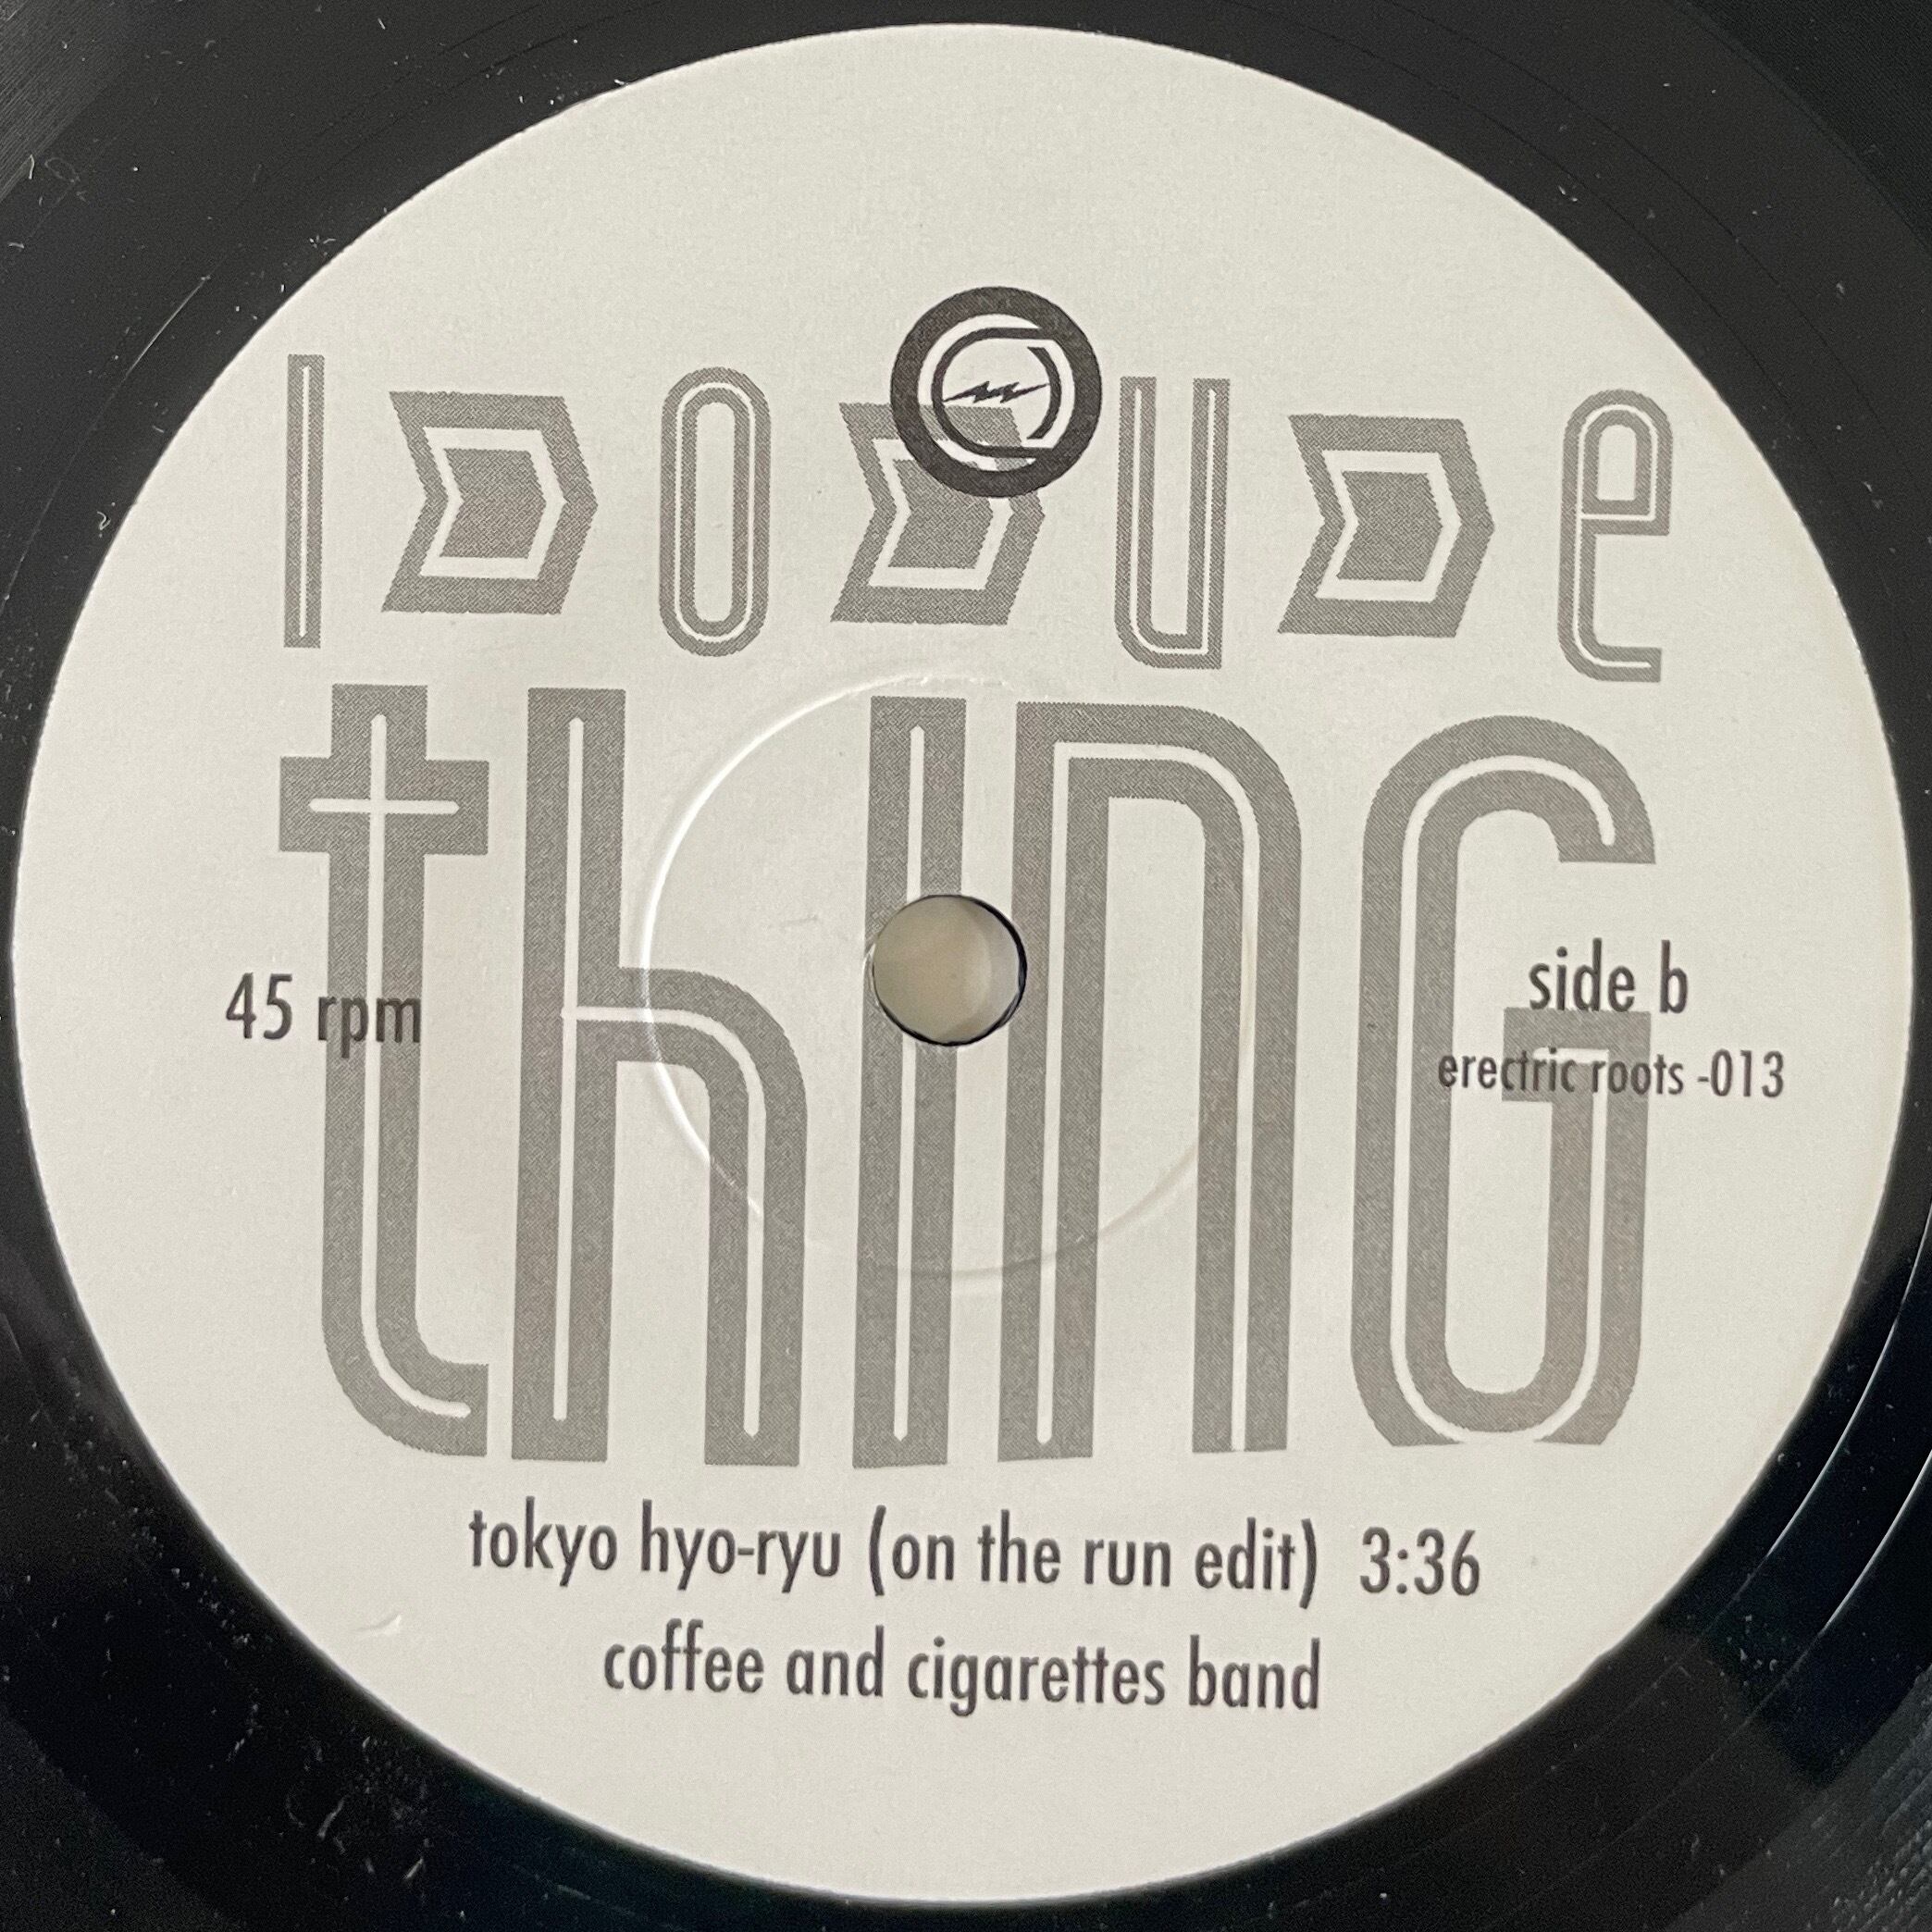 l o u e
thING
45 rpm
side b
erectric roots -013
tokyo hyo-ryu (on the run edit) 3:36
coffee and cigarettes band